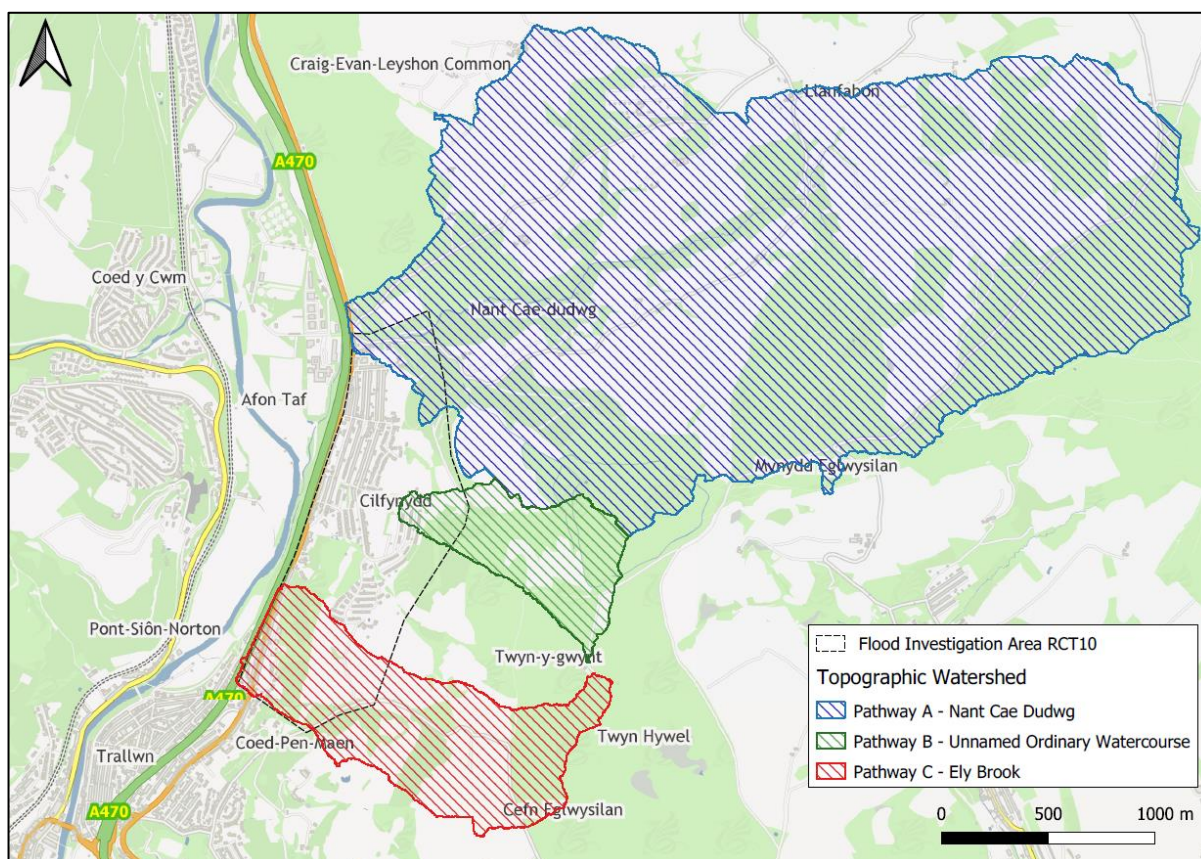 Craig-Evan-Leyshon Common
Llanfabon
A470
Coed y Cwm
Nant Cae-dudwg
Afon Taf
Mynydd Eglwysilan
Cilfynydd
Pont-Siôn-Norton
Twyn-y-gwynt
A470
Coed-Pen-Maen
Twyn Hywel
Trallwn
Cefn Eglwysilan
A470
Flood Investigation Area RCT10
Topographic Watershed
Pathway A - Nant Cae Dudwg
Pathway B - Unnamed Ordinary Watercourse
Pathway C - Ely Brook
0 500 1000 m